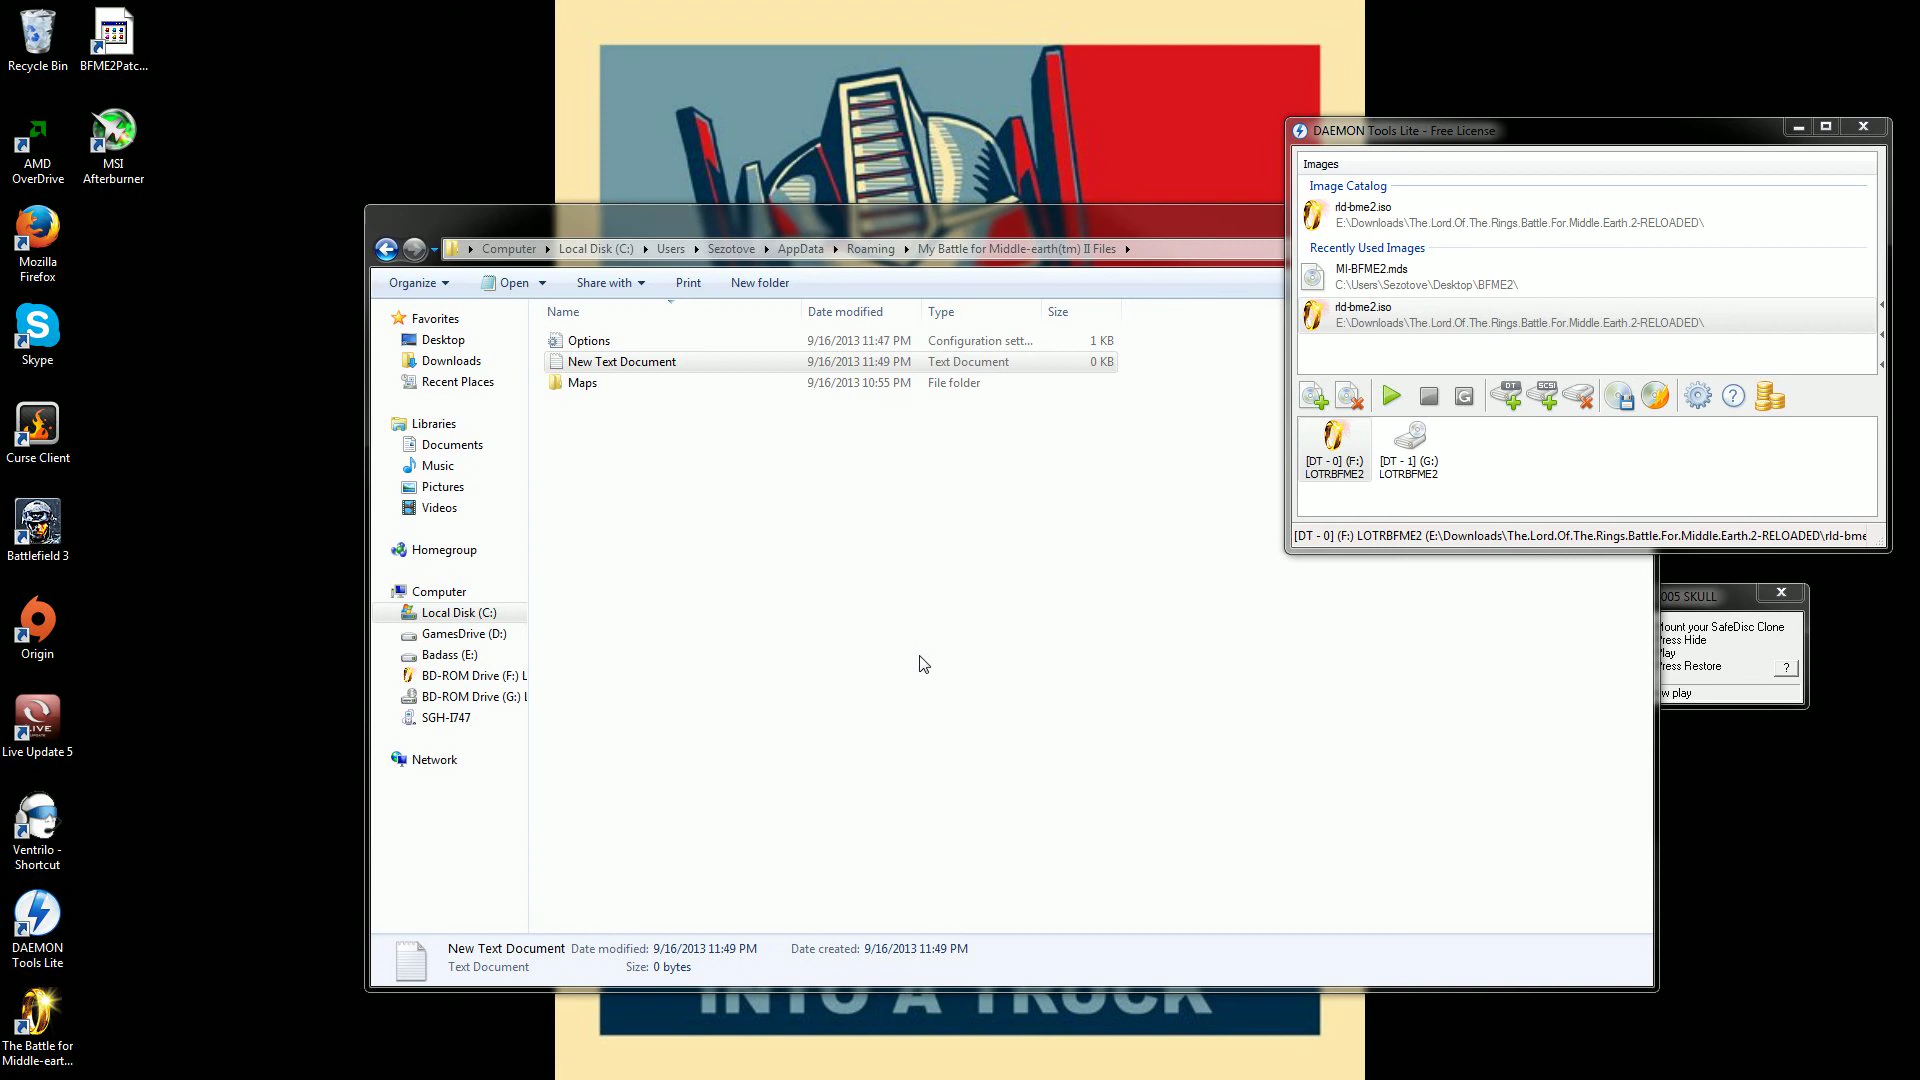 Recycle Bin
BFME2Patc...
AMD
OverDrive
MSI
Afterburner
Mozilla
Firefox
Skype
Curse Client
Battlefield 3
Origin
LIVE
Live Update 5
Ventrilo -
Shortcut
DAEMON
Tools Lite
The Battle for
Middle-eart...
Computer
Local Disk (C:)
Users
Sezotove
AppData
Roaming
My Battle for Middle-earth(tm) II Files
Organize
Open
Share with
Print
New folder
Favorites
Desktop
Downloads
Recent Places
Libraries
Documents
Music
Pictures
Videos
Homegroup
Computer
Local Disk (C:)
GamesDrive (D:)
Badass (E:)
BD-ROM Drive (F:) L
BD-ROM Drive (G:) L
SGH-I747
Network
Name Date modified Type Size
Options 9/16/2013 11:47 PM Configuration sett... 1 KB
New Text Document 9/16/2013 11:49 PM Text Document 0 KB
Maps 9/16/2013 10:55 PM File folder
New Text Document Date modified: 9/16/2013 11:49 PM Date created: 9/16/2013 11:49 PM
Text Document Size: 0 bytes
INTO A TRUCK
DAEMON Tools Lite - Free License
Images
Image Catalog
rld-bme2.iso
E:\Downloads\The.Lord.Of.The.Rings.Battle.For.Middle.Earth.2-RELOADED\
Recently Used Images
MI-BFME2.mds
C:\Users\Sezotove\Desktop\BFME2\
rld-bme2.iso
E:\Downloads\The.Lord.Of.The.Rings.Battle.For.Middle.Earth.2-RELOADED\
G
DT
SCSI
?
[DT - 0] (F:)
LOTRBFME2
[DT - 1] (G:)
LOTRBFME2
[DT - 0] (F:) LOTRBFME2 (E:\Downloads\The.Lord.Of.The.Rings.Battle.For.Middle.Earth.2-RELOADED\rld-bme
005 SKULL
Mount your SafeDisc Clone
Press Hide
Play
Press Restore
?
w play